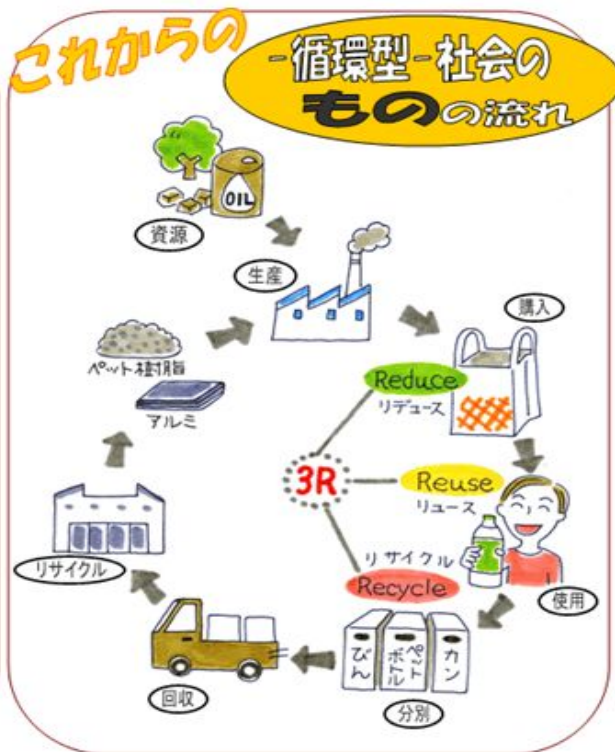 これからの
-循環型-社会の
ものの流れ
OIL
資源
生産
購入
ペット樹脂
アルミ
Reduce
リデュース
3R
Reuse
リユース
リサイクル
Recycle
リサイクル
使用
びん
ペット
ボトル
カン
回収
分別